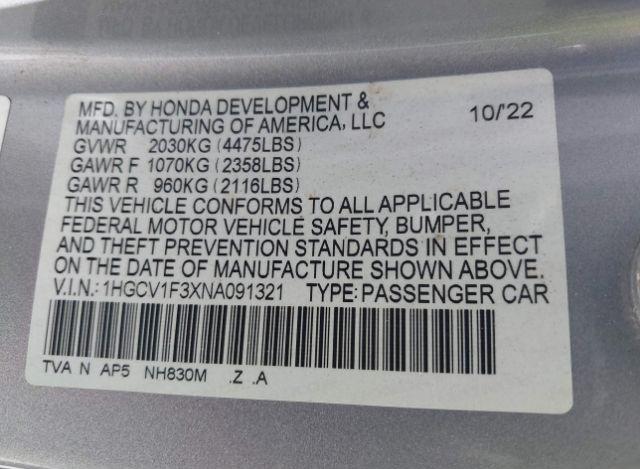 MFD. BY HONDA DEVELOPMENT &
MANUFACTURING OF AMERICA, LLC 10/22
GVWR 2030KG (4475LBS)
GAWR F 1070KG (2358LBS)
GAWR R 960KG (2116LBS)
THIS VEHICLE CONFORMS TO ALL APPLICABLE
FEDERAL MOTOR VEHICLE SAFETY, BUMPER,
AND THEFT PREVENTION STANDARDS IN EFFECT
ON THE DATE OF MANUFACTURE SHOWN ABOVE.
V.I.N.: 1HGCV1F3XNA091321 TYPE: PASSENGER CAR
TVA N AP5 NH830M .Z .A